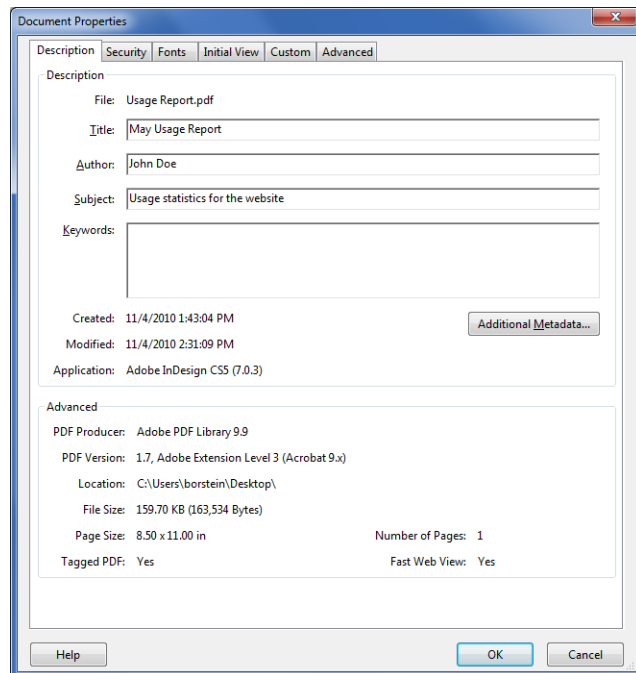 Document Properties
Description Security Fonts Initial View Custom Advanced
Description
File: Usage Report.pdf
Title: May Usage Report
Author: John Doe
Subject: Usage statistics for the website
Keywords:
Created: 11/4/2010 1:43:04 PM
Additional Metadata...
Modified: 11/4/2010 2:31:09 PM
Application: Adobe InDesign CS5 (7.0.3)
Advanced
PDF Producer: Adobe PDF Library 9.9
PDF Version: 1.7, Adobe Extension Level 3 (Acrobat 9.x)
Location: C:\Users\borstein\Desktop\
File Size: 159.70 KB (163,534 Bytes)
Page Size: 8.50 x 11.00 in Number of Pages: 1
Tagged PDF: Yes Fast Web View: Yes
Help OK Cancel